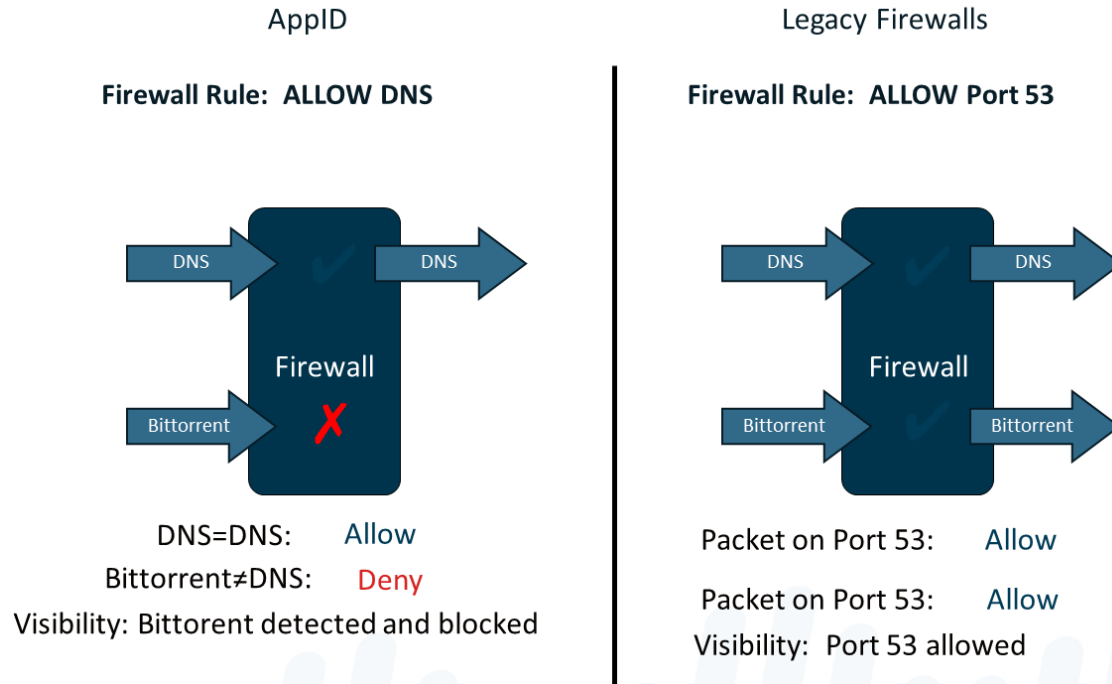 AppID
Firewall Rule:  ALLOW DNS
DNS
DNS
Firewall
Bittorrent
DNS=DNS: Allow
Bittorrent≠DNS: Deny
Visibility: Bittorent detected and blocked
Legacy Firewalls
Firewall Rule:  ALLOW Port 53
DNS
DNS
Firewall
Bittorrent
Bittorrent
Packet on Port 53: Allow
Packet on Port 53: Allow
Visibility:  Port 53 allowed